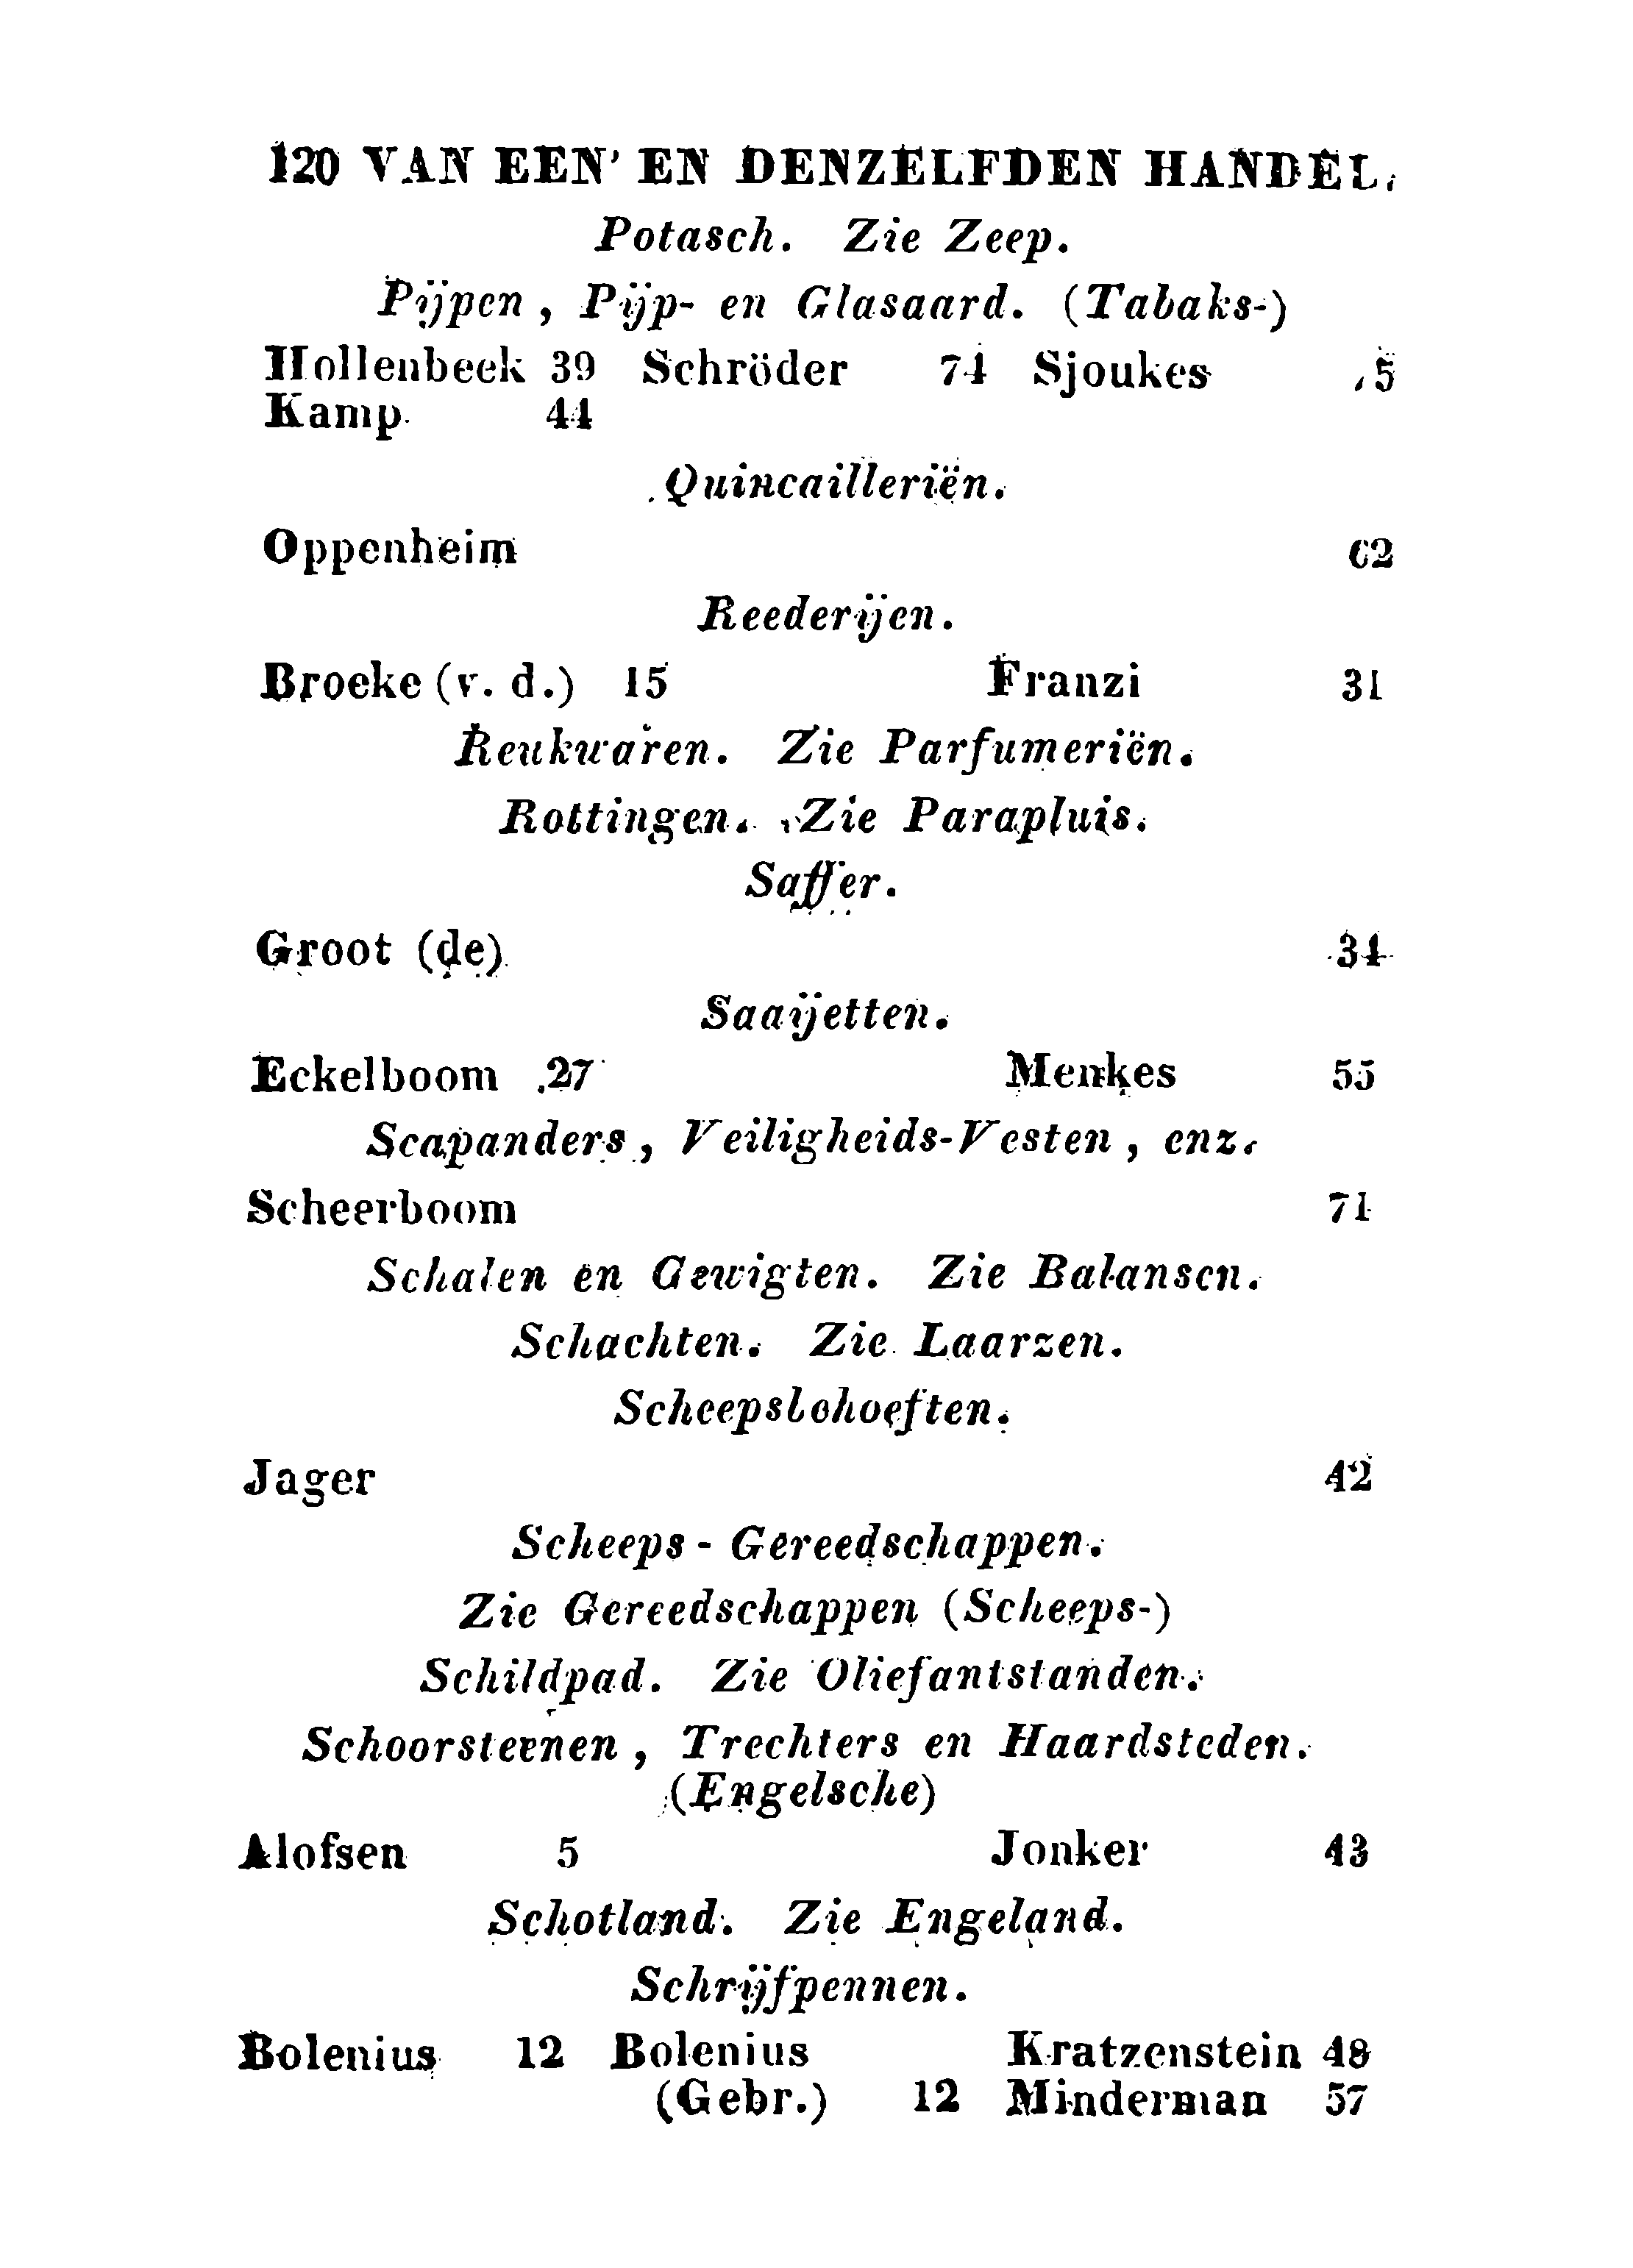 120 VAN EEN' EN DENZELFDEN HANDEL.
Potasch. Zie Zeep.
Pijpen, Pijp- en Glasaard. (Tabaks-)
Hollenbeek 39 Schröder 74 Sjoukes
Kamp 44
Quincailleriën.
Oppenheim 62
Reederijen.
Broeke (v. d.) 15 Franzi 31
Reukwaren. Zie Parfumeriën.
Rottingen. Zie Parapluis.
Saffer.
Groot (de) 34
Saaijetten.
Eckelboom 27 Menkes 55
Scapanders, Veiligheids-Vesten, enz.
Scheerboom 71
Schalen en Gewigten. Zie Balansen.
Schachten. Zie Laarzen.
Scheepsbehoeften.
Jager 42
Scheeps-Gereedschappen.
Zie Gereedschappen (Scheeps-)
Schildpad. Zie Oliefantstanden.
Schoorsteenen, Trechters en Haardsteden.
(Engelsche)
Alofsen 5 Jonker 43
Schotland. Zie Engeland.
Schrijfpennen.
Bolenius 12 Bolenius Kratzenstein 48
(Gebr.) 12 Minderman 57